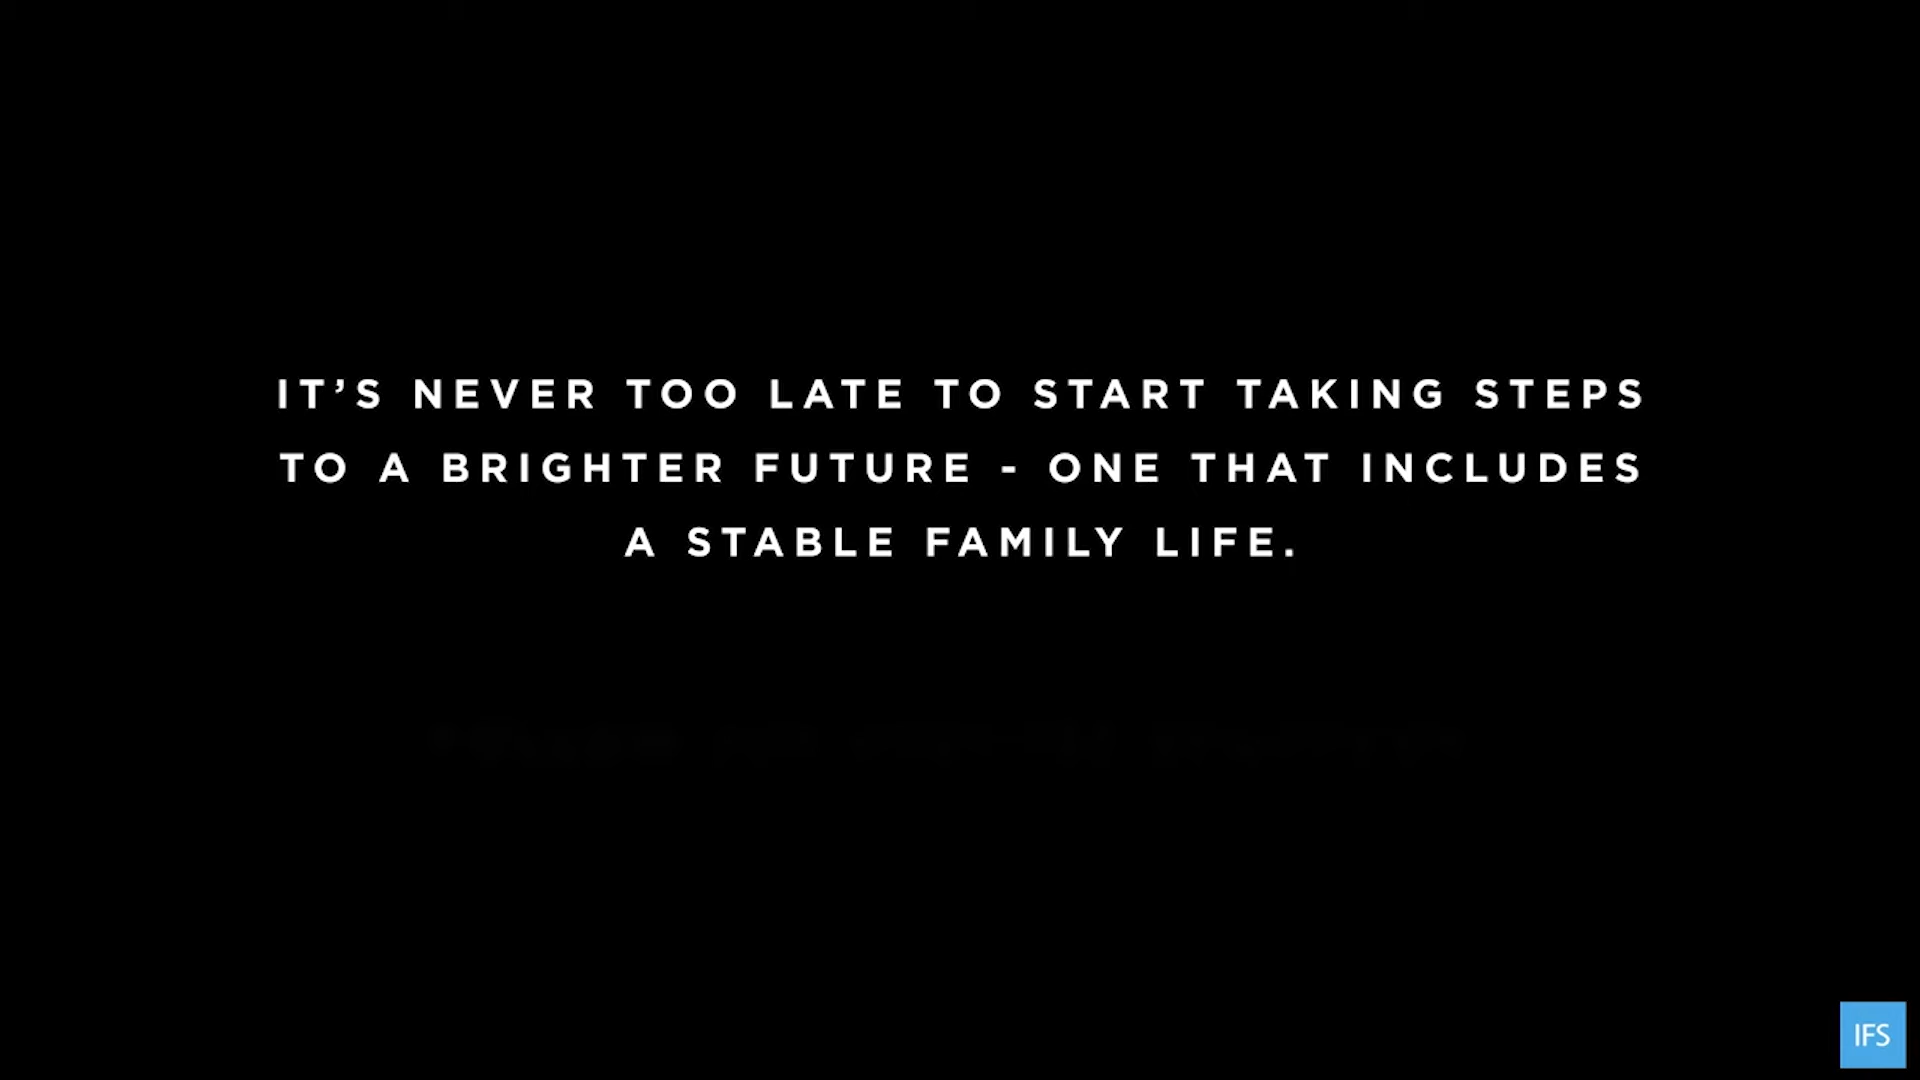 IT’S NEVER TOO LATE TO START TAKING STEPS
TO A BRIGHTER FUTURE - ONE THAT INCLUDES
A STABLE FAMILY LIFE.
IFS